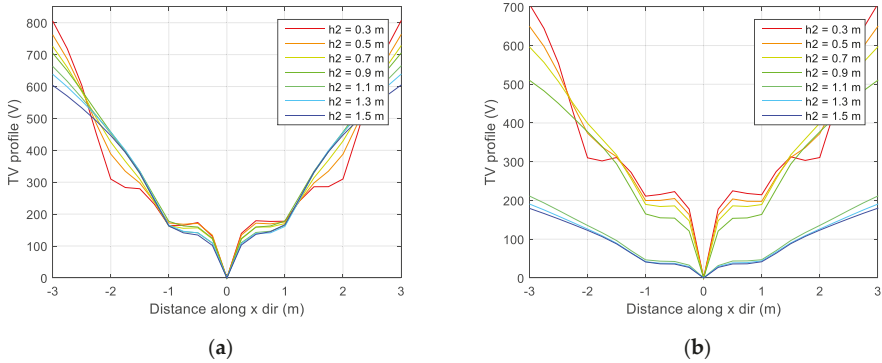 800
700
600
500
400
300
200
100
0
TV profile (V)
-3 -2 -1 0 1 2 3
Distance along x dir (m)
h2 = 0.3 m
h2 = 0.5 m
h2 = 0.7 m
h2 = 0.9 m
h2 = 1.1 m
h2 = 1.3 m
h2 = 1.5 m
(a)
700
600
500
400
300
200
100
0
TV profile (V)
-3 -2 -1 0 1 2 3
Distance along x dir (m)
h2 = 0.3 m
h2 = 0.5 m
h2 = 0.7 m
h2 = 0.9 m
h2 = 1.1 m
h2 = 1.3 m
h2 = 1.5 m
(b)